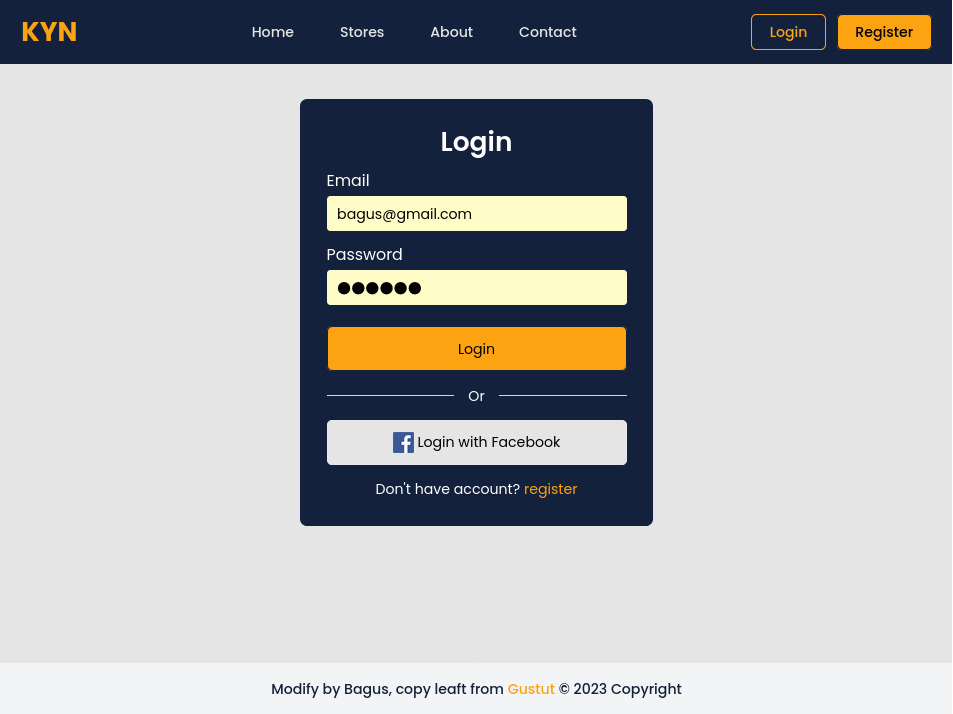 KYN
Home Stores About Contact
Login Register
Login
Email
bagus@gmail.com
Password
●●●●●●
Login
Or
Login with Facebook
Don't have account? register
Modify by Bagus, copy leaft from Gustut © 2023 Copyright